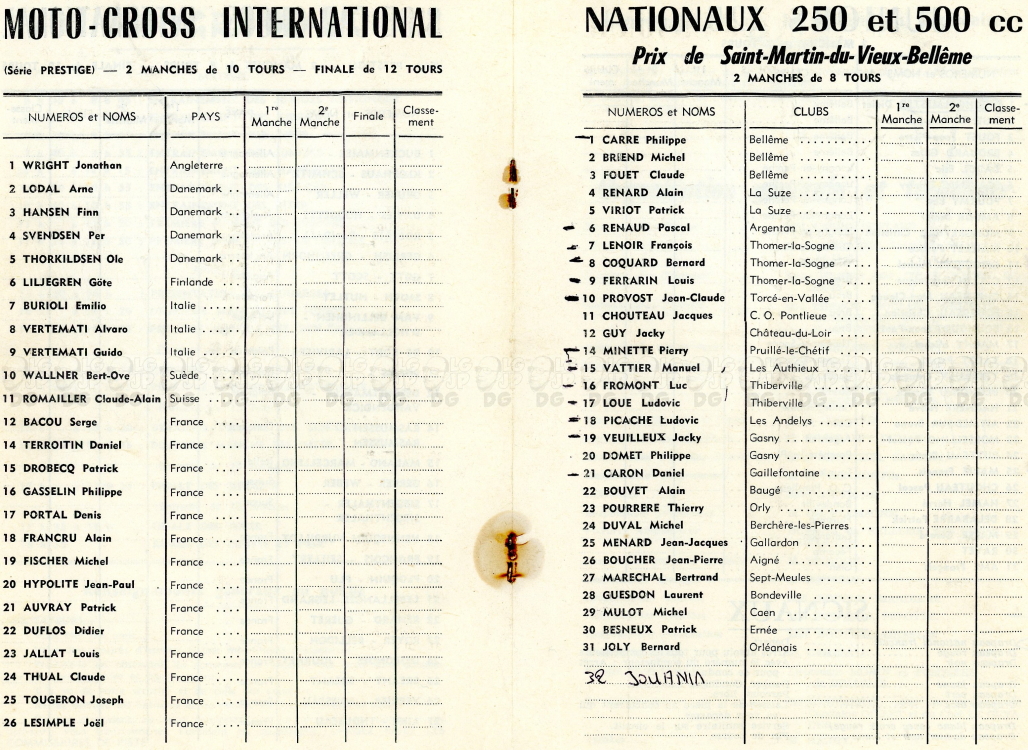 MOTO-CROSS INTERNATIONAL
(Série PRESTIGE) — 2 MANCHES de 10 TOURS — FINALE de 12 TOURS
NUMEROS et NOMS PAYS 1re Manche 2e Manche Finale Classe-ment
1 WRIGHT Jonathan Angleterre
2 LODAL Arne Danemark
3 HANSEN Finn Danemark
4 SVENDSEN Per Danemark
5 THORKILDSEN Ole Danemark
6 LILJEGREN Göte Finlande
7 BURIOLI Emilio Italie
8 VERTEMATI Alvaro Italie
9 VERTEMATI Guido Italie
10 WALLNER Bert-Ove Suède
11 ROMAILLER Claude-Alain Suisse
12 BACOU Serge France
14 TERROITIN Daniel France
15 DROBECQ Patrick France
16 GASSELIN Philippe France
17 PORTAL Denis France
18 FRANCRU Alain France
19 FISCHER Michel France
20 HYPOLITE Jean-Paul France
21 AUVRAY Patrick France
22 DUFLOS Didier France
23 JALLAT Louis France
24 THUAL Claude France
25 TOUGERON Joseph France
26 LESIMPLE Joël France
NATIONAUX 250 et 500 cc
Prix de Saint-Martin-du-Vieux-Bellême
2 MANCHES de 8 TOURS
NUMEROS et NOMS CLUBS 1re Manche 2e Manche Classe-ment
1 CARRE Philippe Bellême
2 BRIEND Michel Bellême
3 FOUET Claude Bellême
4 RENARD Alain La Suze
5 VIRIOT Patrick La Suze
6 RENAUD Pascal Argentan
7 LENOIR François Thomer-la-Sogne
8 COQUARD Bernard Thomer-la-Sogne
9 FERRARIN Louis Thomer-la-Sogne
10 PROVOST Jean-Claude Torcé-en-Vallée
11 CHOUTEAU Jacques C. O. Pontlieue
12 GUY Jacky Château-du-Loir
14 MINETTE Pierry Pruillé-le-Chétif
15 VATTIER Manuel Les Authieux
16 FROMONT Luc Thiberville
17 LOUE Ludovic Thiberville
18 PICACHE Ludovic Les Andelys
19 VEUILLEUX Jacky Gasny
20 DOMET Philippe Gasny
21 CARON Daniel Gaillefontaine
22 BOUVET Alain Baugé
23 POURRERE Thierry Orly
24 DUVAL Michel Berchère-les-Pierres
25 MENARD Jean-Jacques Gallardon
26 BOUCHER Jean-Pierre Aigné
27 MARECHAL Bertrand Sept-Meules
28 GUESDON Laurent Bondeville
29 MULOT Michel Caen
30 BESNEUX Patrick Ernée
31 JOLY Bernard Orléanais
32 JOUANIN